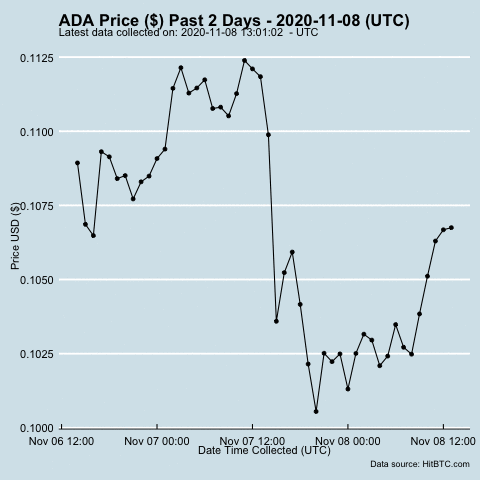 ADA Price ($) Past 2 Days - 2020-11-08 (UTC)
Latest data collected on: 2020-11-08 13:01:02 - UTC
0.1125
0.1100
0.1075
Price USD ($)
0.1050
0.1025
0.1000
Nov 06 12:00 Nov 07 00:00 Nov 07 12:00 Nov 08 00:00 Nov 08 12:00
Date Time Collected (UTC)
Data source: HitBTC.com